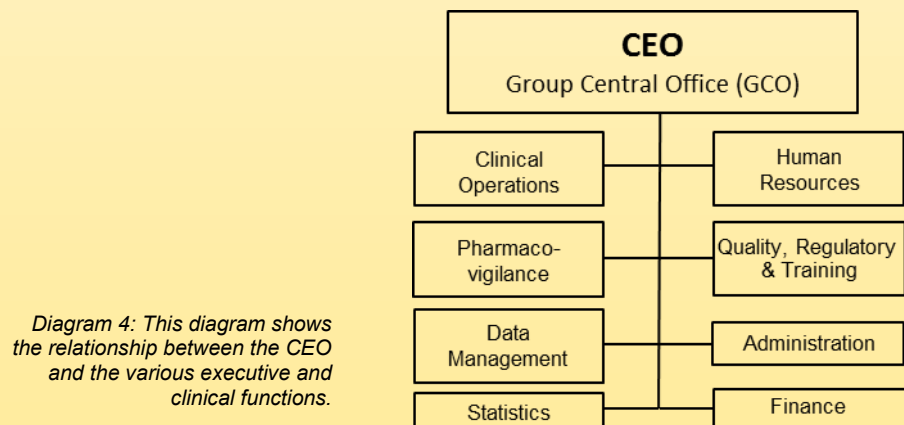 CEO
Group Central Office (GCO)
Clinical
Operations
Human
Resources
Pharmaco-
vigilance
Quality, Regulatory
& Training
Data
Management
Administration
Statistics
Finance
Diagram 4: This diagram shows
the relationship between the CEO
and the various executive and
clinical functions.